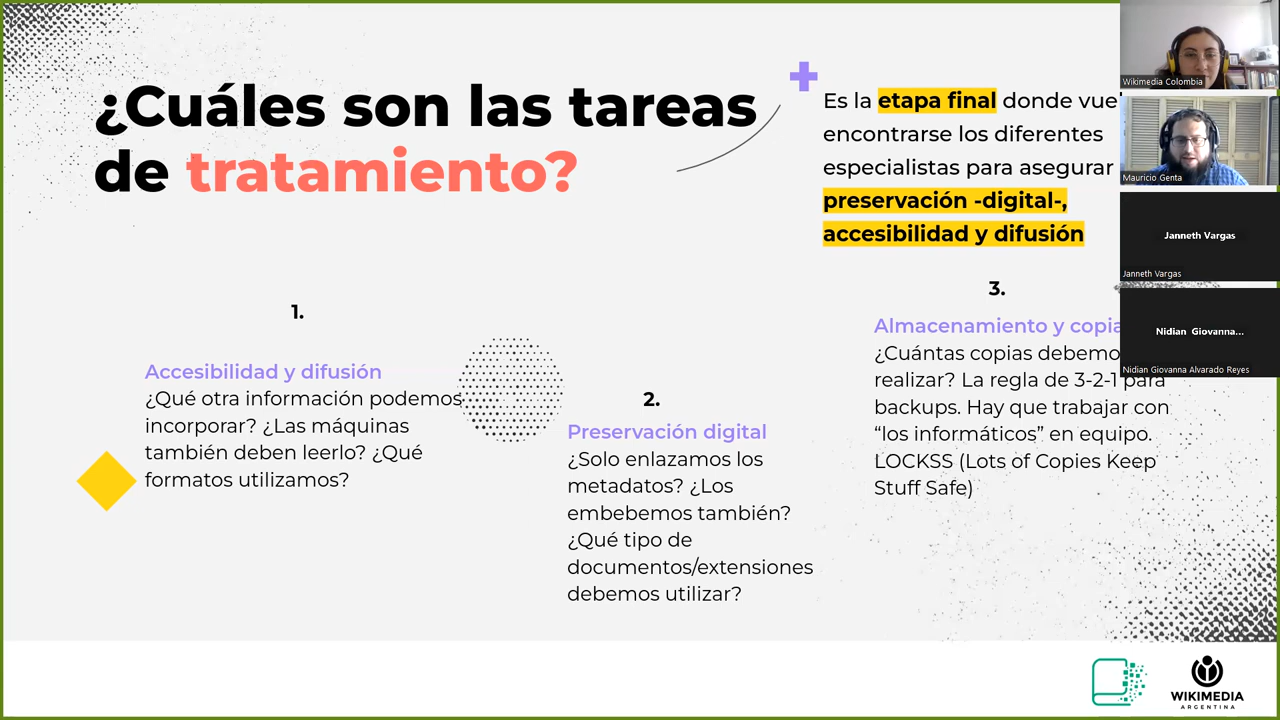 ¿Cuáles son las tareas
de tratamiento?
Es la etapa final donde vue
encontrarse los diferentes
especialistas para asegurar
preservación -digital-,
accesibilidad y difusión
1.
Accesibilidad y difusión
¿Qué otra información podemos
incorporar? ¿Las máquinas
también deben leerlo? ¿Qué
formatos utilizamos?
2.
Preservación digital
¿Solo enlazamos los
metadatos? ¿Los
embebemos también?
¿Qué tipo de
documentos/extensiones
debemos utilizar?
3.
Almacenamiento y copia
¿Cuántas copias debemo
realizar? La regla de 3-2-1 para
backups. Hay que trabajar con
“los informáticos” en equipo.
LOCKSS (Lots of Copies Keep
Stuff Safe)
Wikimedia Colombia
Mauricio Genta
Janneth Vargas
Janneth Vargas
Nidian Giovanna...
Nidian Giovanna Alvarado Reyes
WIKIMEDIA
ARGENTINA